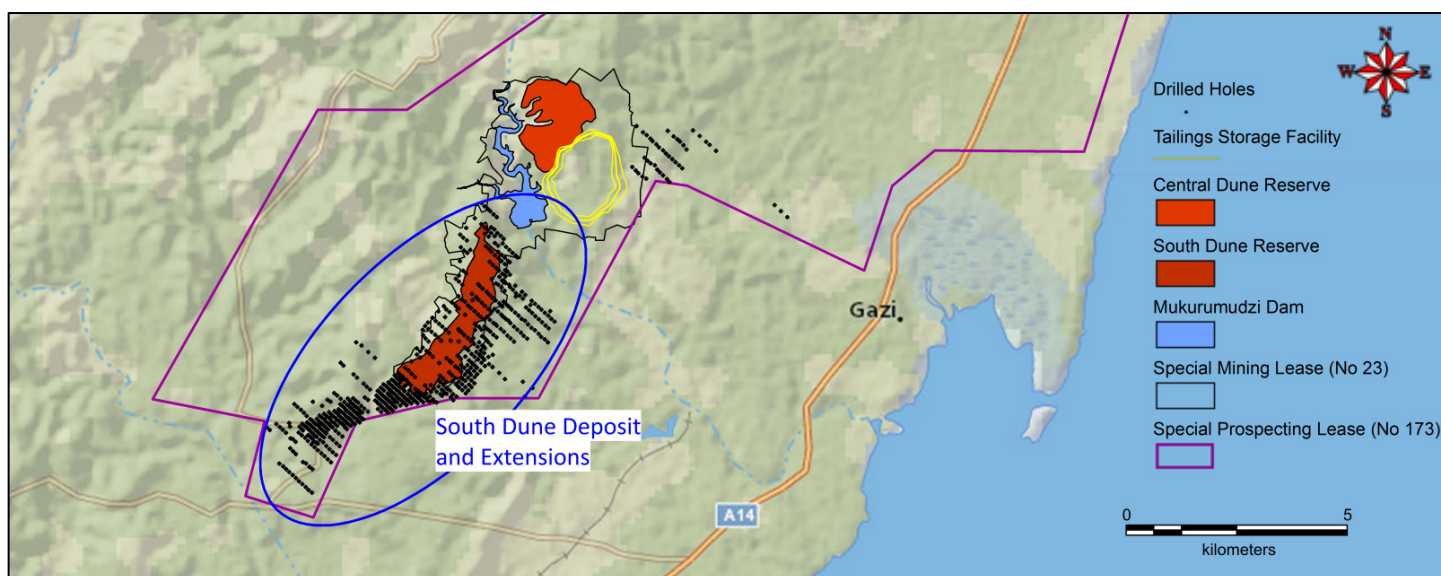 N
W E
S
Drilled Holes
Tailings Storage Facility
Central Dune Reserve
South Dune Reserve
Mukurumudzi Dam
Special Mining Lease (No 23)
Special Prospecting Lease (No 173)
Gazi
South Dune Deposit
and Extensions
A14
0 5
kilometers